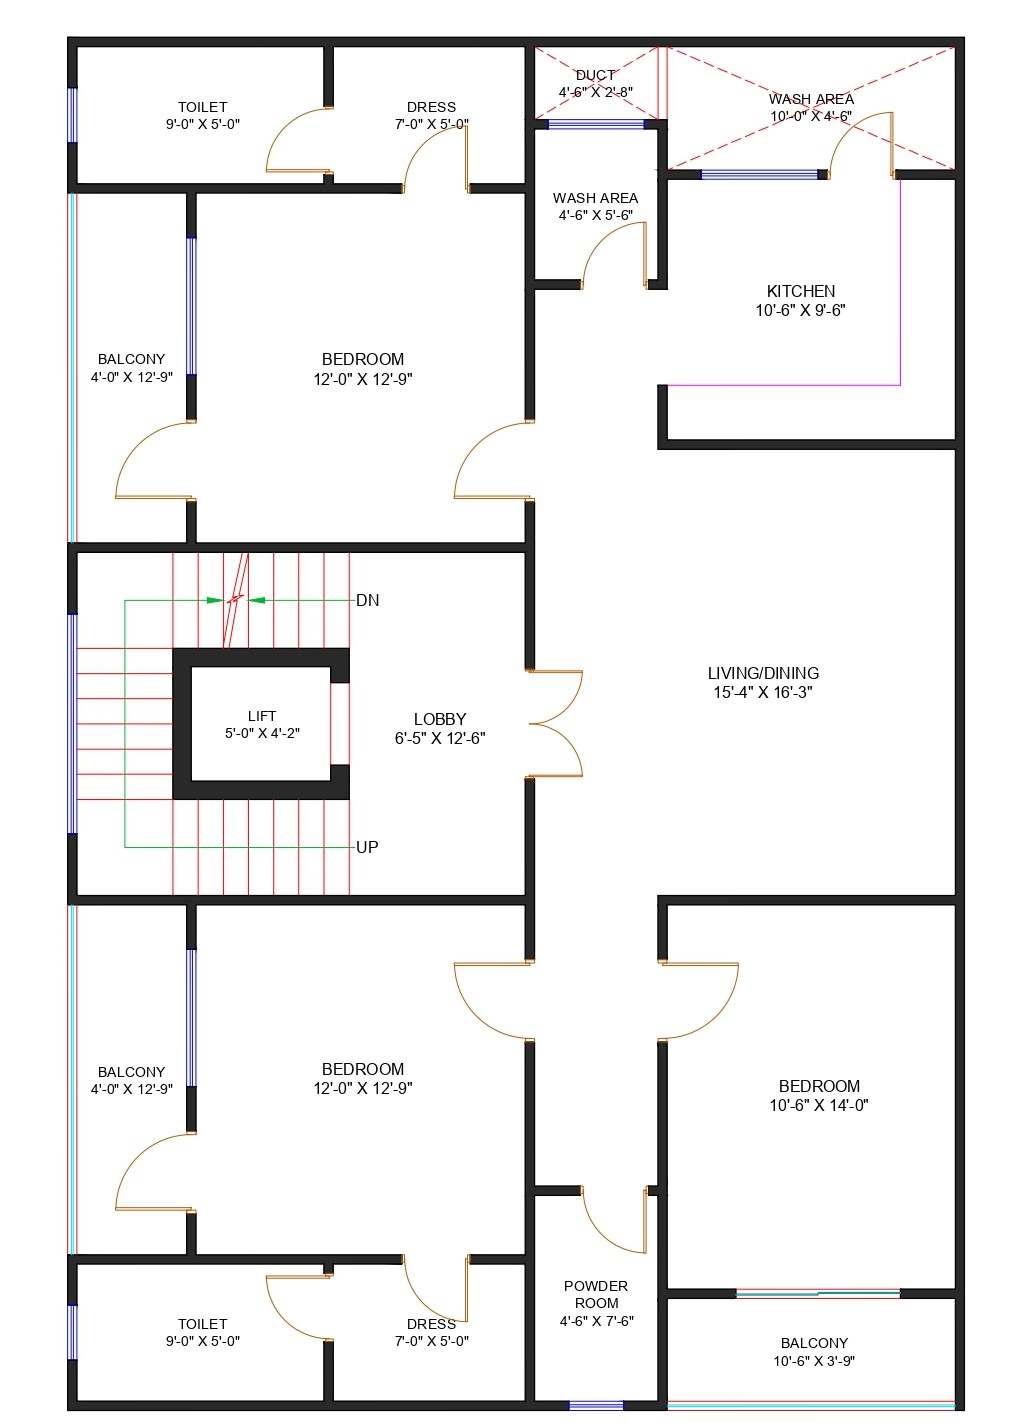 DUCT
4'-6" X 2'-8"
WASH AREA
10'-0" X 4'-6"
TOILET
9'-0" X 5'-0"
DRESS
7'-0" X 5'-0"
WASH AREA
4'-6" X 5'-6"
KITCHEN
10'-6" X 9'-6"
BALCONY
4'-0" X 12'-9"
BEDROOM
12'-0" X 12'-9"
DN
LIVING/DINING
15'-4" X 16'-3"
LIFT
5'-0" X 4'-2"
LOBBY
6'-5" X 12'-6"
UP
BALCONY
4'-0" X 12'-9"
BEDROOM
12'-0" X 12'-9"
BEDROOM
10'-6" X 14'-0"
POWDER
ROOM
4'-6" X 7'-6"
TOILET
9'-0" X 5'-0"
DRESS
7'-0" X 5'-0"
BALCONY
10'-6" X 3'-9"